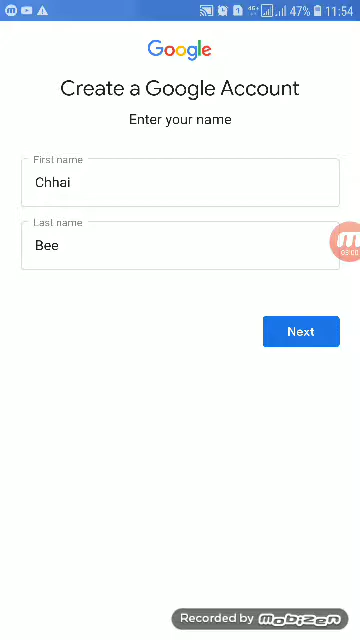 47% 11:54
Google
Create a Google Account
Enter your name
First name
Chhai
Last name
Bee
Next
Recorded by mobizen